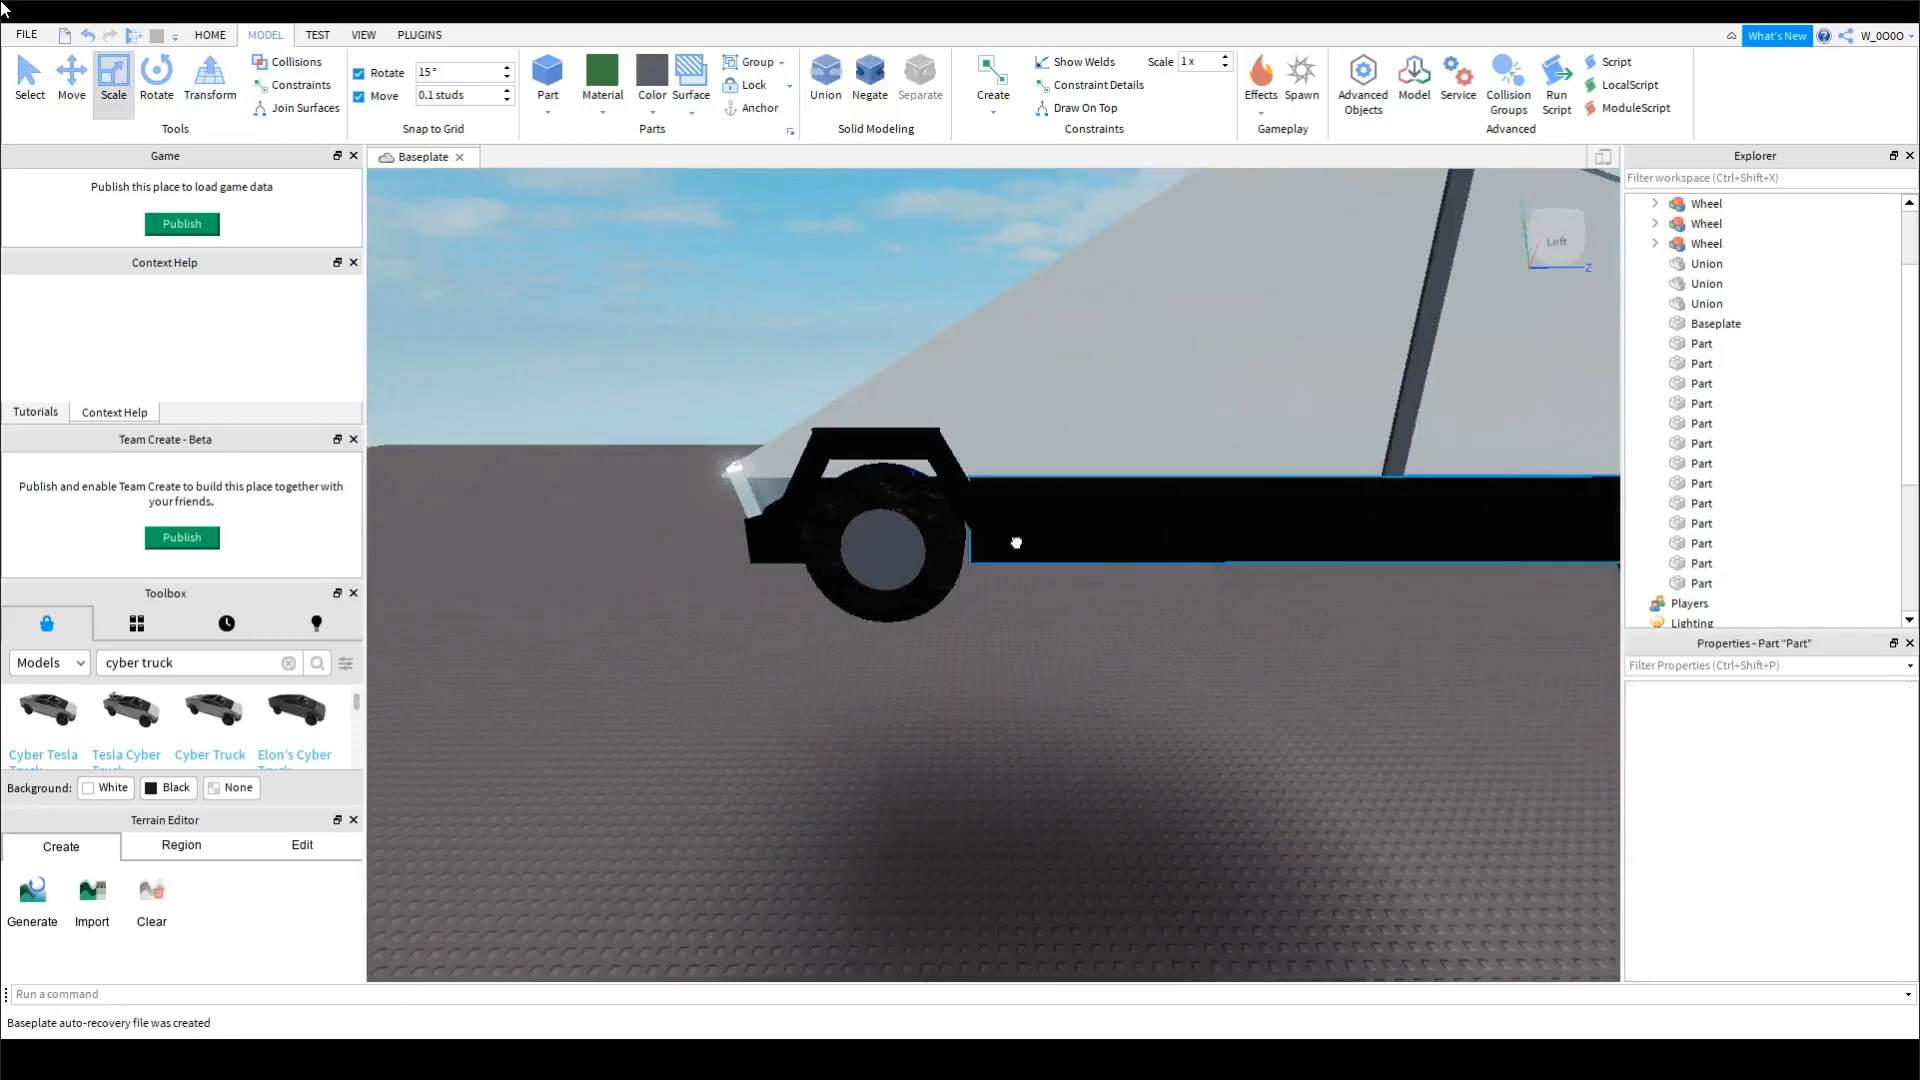 FILE HOME MODEL TEST VIEW PLUGINS What's New W_0O0O
Select Move Scale Rotate Transform
Collisions
Constraints
Join Surfaces
Tools
Rotate 15°
Move 0.1 studs
Snap to Grid
Part Material Color Surface
Group
Lock
Anchor
Parts
Union Negate Separate
Solid Modeling
Create
Show Welds Scale 1x
Constraint Details
Draw On Top
Constraints
Effects Spawn
Gameplay
Advanced Objects
Model Service
Collision Groups
Run Script
Script
LocalScript
ModuleScript
Advanced
Game
Publish this place to load game data
Publish
Context Help
Tutorials Context Help
Team Create - Beta
Publish and enable Team Create to build this place together with
your friends.
Publish
Toolbox
Models cyber truck
Cyber Tesla Tesla Cyber Cyber Truck Elon's Cyber
Background: White Black None
Terrain Editor
Create Region Edit
Generate Import Clear
Baseplate
Left
Z
Explorer
Filter workspace (Ctrl+Shift+X)
Wheel
Wheel
Wheel
Union
Union
Union
Baseplate
Part
Part
Part
Part
Part
Part
Part
Part
Part
Part
Part
Part
Part
Players
Lighting
Properties - Part "Part"
Filter Properties (Ctrl+Shift+P)
Run a command
Baseplate auto-recovery file was created